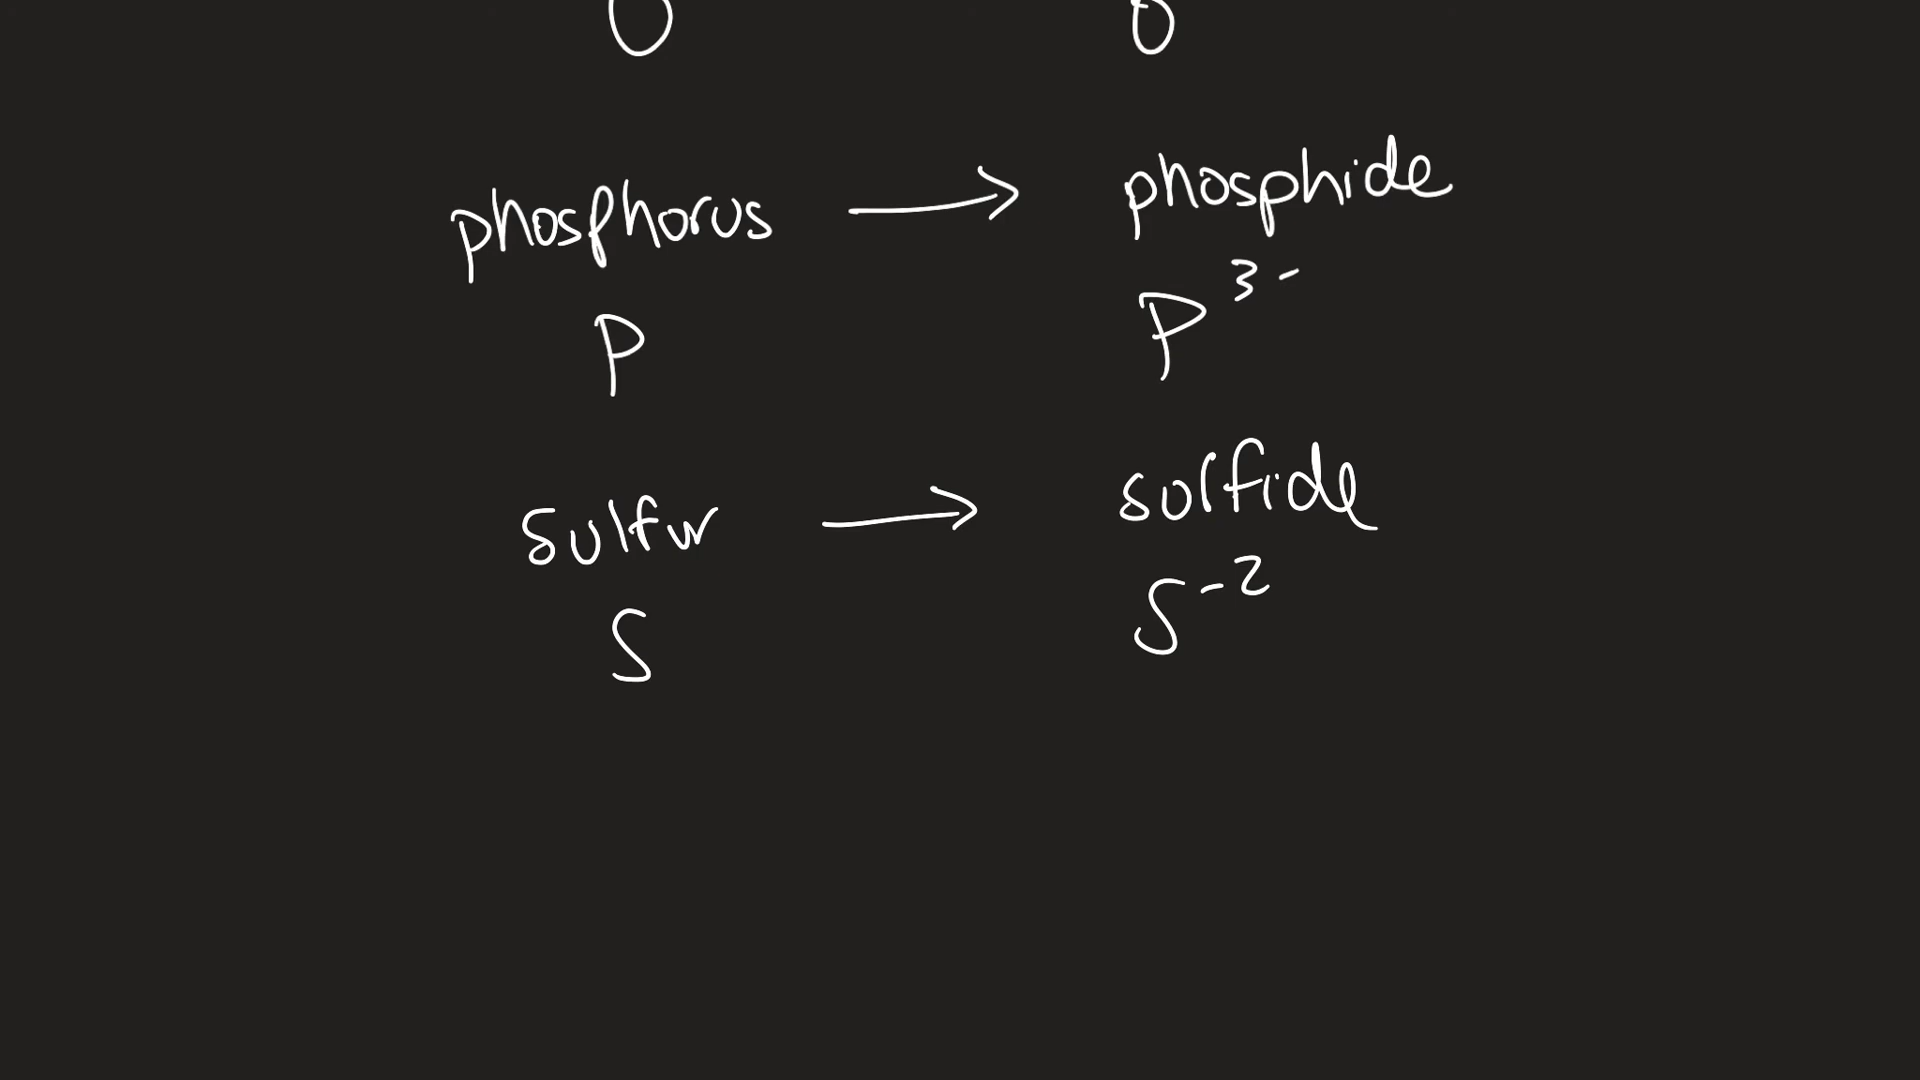 O O
phosphorus → phosphide
P P³⁻
sulfur → sulfide
S S⁻²